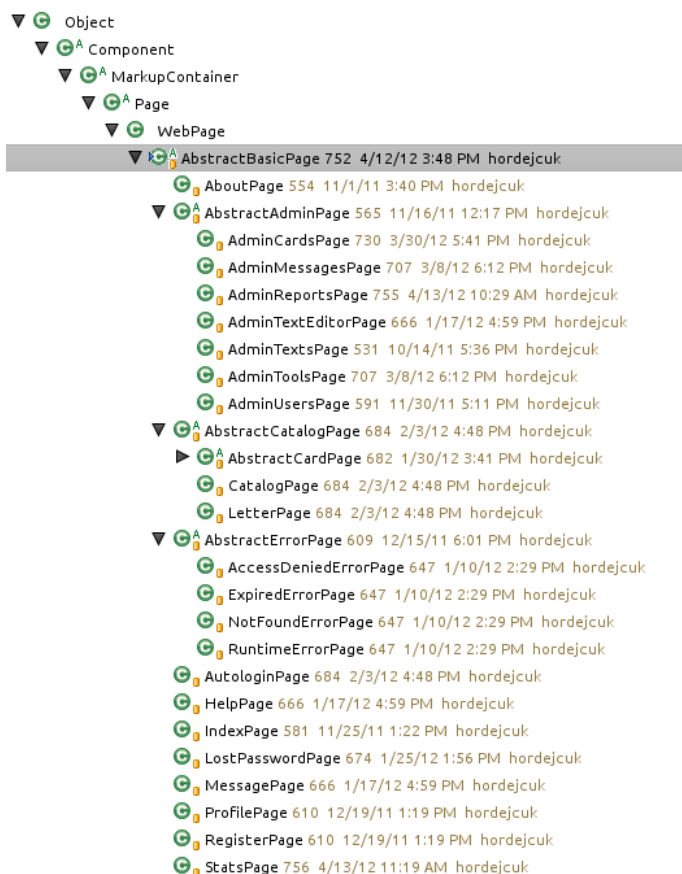 Object
Component
MarkupContainer
Page
WebPage
AbstractBasicPage 752 4/12/12 3:48 PM hordejcuk
AboutPage 554 11/1/11 3:40 PM hordejcuk
AbstractAdminPage 565 11/16/11 12:17 PM hordejcuk
AdminCardsPage 730 3/30/12 5:41 PM hordejcuk
AdminMessagesPage 707 3/8/12 6:12 PM hordejcuk
AdminReportsPage 755 4/13/12 10:29 AM hordejcuk
AdminTextEditorPage 666 1/17/12 4:59 PM hordejcuk
AdminTextsPage 531 10/14/11 5:36 PM hordejcuk
AdminToolsPage 707 3/8/12 6:12 PM hordejcuk
AdminUsersPage 591 11/30/11 5:11 PM hordejcuk
AbstractCatalogPage 684 2/3/12 4:48 PM hordejcuk
AbstractCardPage 682 1/30/12 3:41 PM hordejcuk
CatalogPage 684 2/3/12 4:48 PM hordejcuk
LetterPage 684 2/3/12 4:48 PM hordejcuk
AbstractErrorPage 609 12/15/11 6:01 PM hordejcuk
AccessDeniedErrorPage 647 1/10/12 2:29 PM hordejcuk
ExpiredErrorPage 647 1/10/12 2:29 PM hordejcuk
NotFoundErrorPage 647 1/10/12 2:29 PM hordejcuk
RuntimeErrorPage 647 1/10/12 2:29 PM hordejcuk
AutologinPage 684 2/3/12 4:48 PM hordejcuk
HelpPage 666 1/17/12 4:59 PM hordejcuk
IndexPage 581 11/25/11 1:22 PM hordejcuk
LostPasswordPage 674 1/25/12 1:56 PM hordejcuk
MessagePage 666 1/17/12 4:59 PM hordejcuk
ProfilePage 610 12/19/11 1:19 PM hordejcuk
RegisterPage 610 12/19/11 1:19 PM hordejcuk
StatsPage 756 4/13/12 11:19 AM hordejcuk